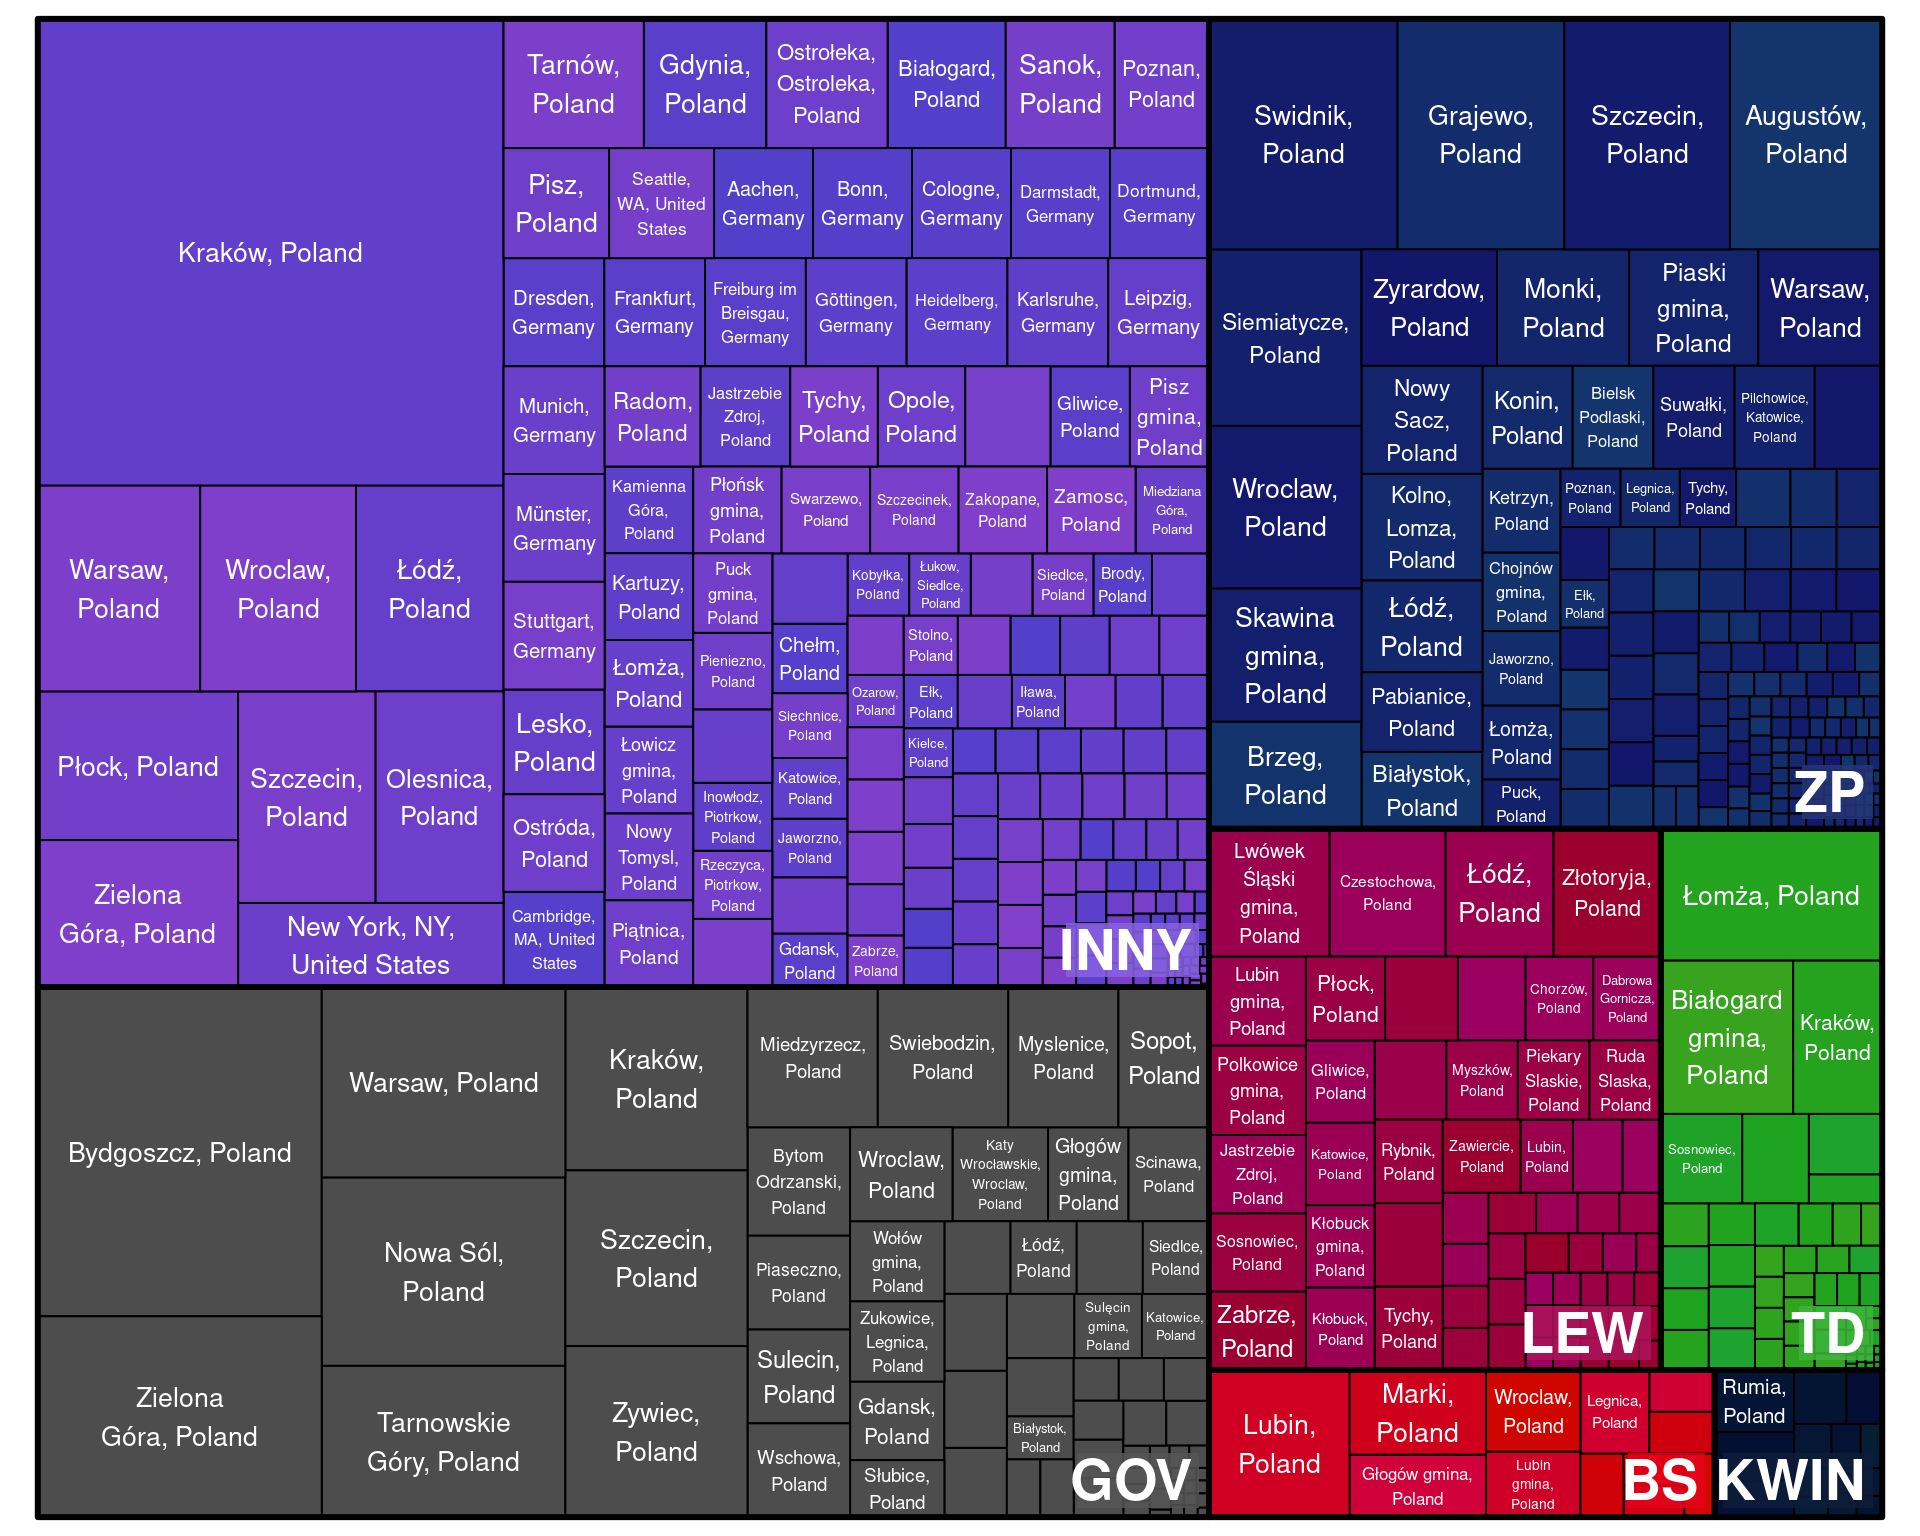 Kraków, Poland
Warsaw,
Poland
Wroclaw,
Poland
Łódź,
Poland
Płock, Poland
Zielona
Góra, Poland
Szczecin,
Poland
Olesnica,
Poland
New York, NY,
United States
Tarnów,
Poland
Gdynia,
Poland
Ostrołeka,
Ostroleka,
Poland
Białogard,
Poland
Sanok,
Poland
Poznan,
Poland
Pisz,
Poland
Seattle,
WA, United
States
Aachen,
Germany
Bonn,
Germany
Cologne,
Germany
Darmstadt,
Germany
Dortmund,
Germany
Dresden,
Germany
Frankfurt,
Germany
Freiburg im
Breisgau,
Germany
Göttingen,
Germany
Heidelberg,
Germany
Karlsruhe,
Germany
Leipzig,
Germany
Munich,
Germany
Münster,
Germany
Stuttgart,
Germany
Lesko,
Poland
Ostróda,
Poland
Cambridge,
MA, United
States
Radom,
Poland
Jastrzebie
Zdroj,
Poland
Tychy,
Poland
Opole,
Poland
Gliwice,
Poland
Pisz
gmina,
Poland
Kamienna
Góra,
Poland
Płońsk
gmina,
Poland
Swarzewo,
Poland
Szczecinek,
Poland
Zakopane,
Poland
Zamosc,
Poland
Miedziana
Góra,
Poland
Kartuzy,
Poland
Łomża,
Poland
Łowicz
gmina,
Poland
Nowy
Tomysl,
Poland
Piątnica,
Poland
Puck
gmina,
Poland
Pieniezno,
Poland
Inowłodz,
Piotrkow,
Poland
Rzeczyca,
Piotrkow,
Poland
Chełm,
Poland
Siechnice,
Poland
Katowice,
Poland
Jaworzno,
Poland
Gdansk,
Poland
Kobyłka,
Poland
Łukow,
Siedlce,
Poland
Siedlce,
Poland
Brody,
Poland
Stolno,
Poland
Ozarow,
Poland
Ełk,
Poland
Iława,
Poland
Kielce,
Poland
Zabrze,
Poland
INNY
Bydgoszcz, Poland
Zielona
Góra, Poland
Warsaw, Poland
Nowa Sól,
Poland
Tarnowskie
Góry, Poland
Kraków,
Poland
Szczecin,
Poland
Zywiec,
Poland
Miedzyrzecz,
Poland
Swiebodzin,
Poland
Myslenice,
Poland
Sopot,
Poland
Bytom
Odrzanski,
Poland
Piaseczno,
Poland
Sulecin,
Poland
Wschowa,
Poland
Wroclaw,
Poland
Katy
Wrocławskie,
Wroclaw,
Poland
Głogów
gmina,
Poland
Scinawa,
Poland
Wołów
gmina,
Poland
Zukowice,
Legnica,
Poland
Gdansk,
Poland
Słubice,
Poland
Łódź,
Poland
Siedlce,
Poland
Sulęcin
gmina,
Poland
Katowice,
Poland
Białystok,
Poland
GOV
Swidnik,
Poland
Grajewo,
Poland
Szczecin,
Poland
Augustów,
Poland
Siemiatycze,
Poland
Wroclaw,
Poland
Skawina
gmina,
Poland
Brzeg,
Poland
Zyrardow,
Poland
Monki,
Poland
Piaski
gmina,
Poland
Warsaw,
Poland
Nowy
Sacz,
Poland
Kolno,
Lomza,
Poland
Łódź,
Poland
Pabianice,
Poland
Białystok,
Poland
Konin,
Poland
Bielsk
Podlaski,
Poland
Suwałki,
Poland
Pilchowice,
Katowice,
Poland
Ketrzyn,
Poland
Chojnów
gmina,
Poland
Jaworzno,
Poland
Łomża,
Poland
Puck,
Poland
Poznan,
Poland
Legnica,
Poland
Tychy,
Poland
Ełk,
Poland
ZP
Lwówek
Śląski
gmina,
Poland
Czestochowa,
Poland
Łódź,
Poland
Złotoryja,
Poland
Lubin
gmina,
Poland
Polkowice
gmina,
Poland
Jastrzebie
Zdroj,
Poland
Sosnowiec,
Poland
Zabrze,
Poland
Płock,
Poland
Chorzów,
Poland
Dabrowa
Gornicza,
Poland
Gliwice,
Poland
Katowice,
Poland
Kłobuck
gmina,
Poland
Kłobuck,
Poland
Myszków,
Poland
Piekary
Slaskie,
Poland
Ruda
Slaska,
Poland
Rybnik,
Poland
Tychy,
Poland
Zawiercie,
Poland
Lubin,
Poland
LEW
Łomża, Poland
Białogard
gmina,
Poland
Kraków,
Poland
Sosnowiec,
Poland
TD
Lubin,
Poland
Marki,
Poland
Głogów gmina,
Poland
Wroclaw,
Poland
Lubin
gmina,
Poland
Legnica,
Poland
BS
Rumia,
Poland
KWIN